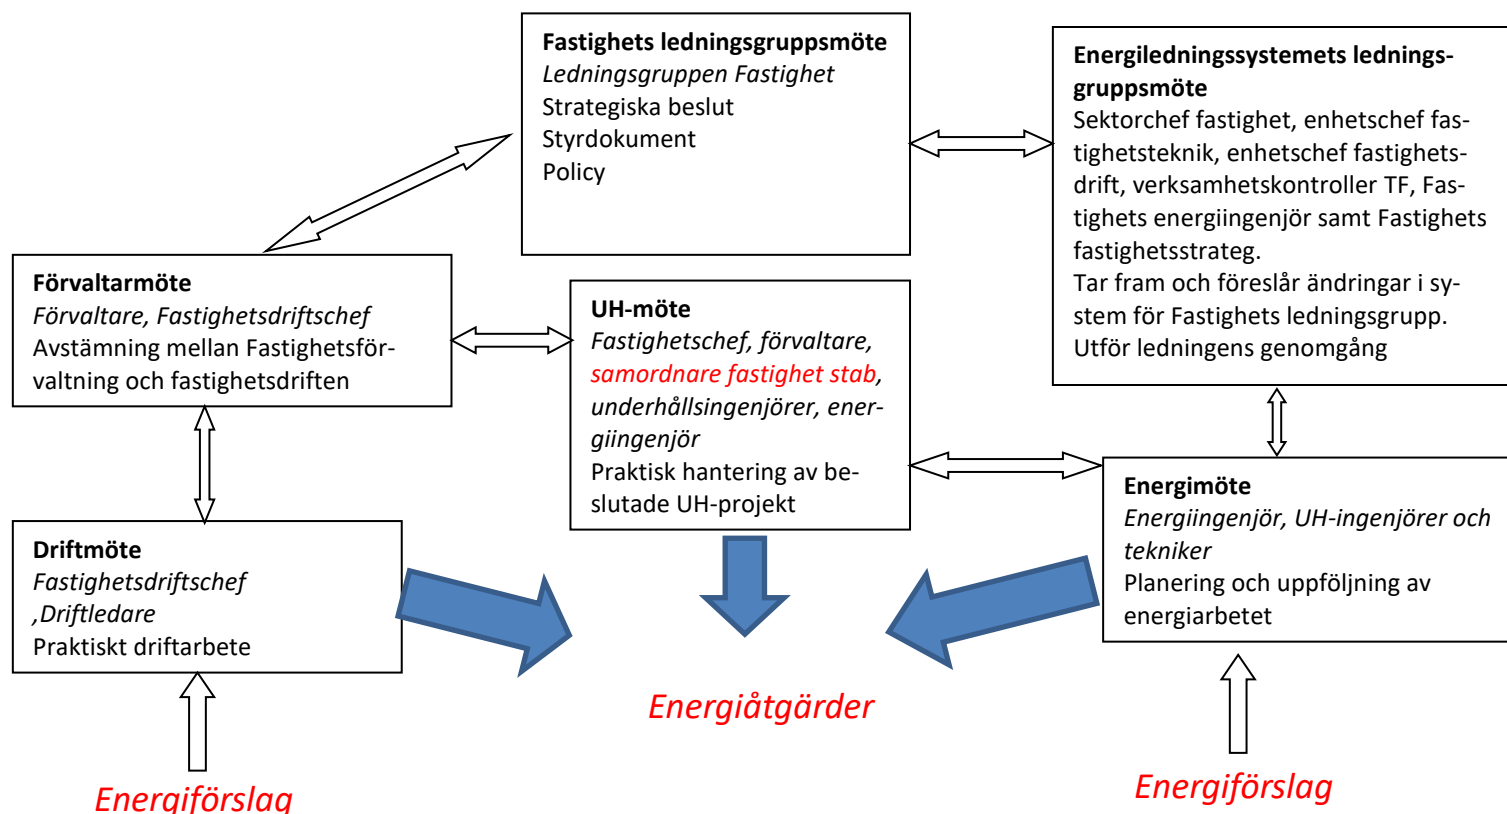 Fastighets ledningsgruppsmöte
Ledningsgruppen Fastighet
Strategiska beslut
Styrdokument
Policy
Energiledningssystemets lednings-
gruppsmöte
Sektorchef fastighet, enhetschef fas-
tighetsteknik, enhetschef fastighets-
drift, verksamhetskontroller TF, Fas-
tighets energiingenjör samt Fastighets
fastighetsstrateg.
Tar fram och föreslår ändringar i sy-
stem för Fastighets ledningsgrupp.
Utför ledningens genomgång
Förvaltarmöte
Förvaltare, Fastighetsdriftschef
Avstämning mellan Fastighetsför-
valtning och fastighetsdriften
UH-möte
Fastighetschef, förvaltare,
samordnare fastighet stab,
underhållsingenjörer, ener-
giingenjör
Praktisk hantering av be-
slutade UH-projekt
Energimöte
Energiingenjör, UH-ingenjörer och
tekniker
Planering och uppföljning av
energiarbetet
Driftmöte
Fastighetsdriftschef
,Driftledare
Praktiskt driftarbete
Energiåtgärder
Energiförslag
Energiförslag